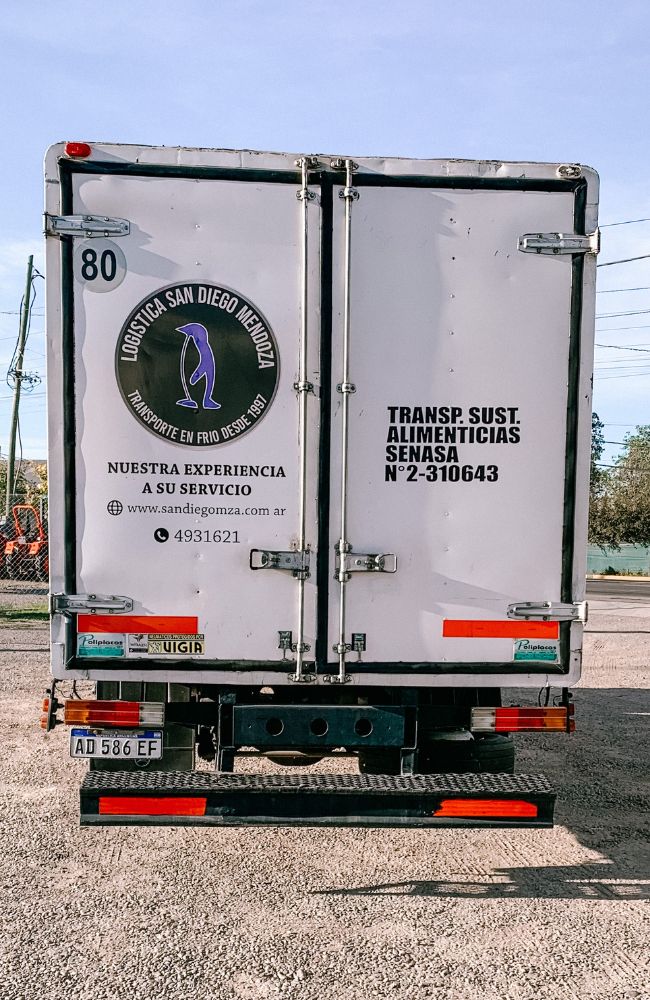 80
LOGISTICA SAN DIEGO MENDOZA
TRANSPORTE EN FRIO DESDE 1997
NUESTRA EXPERIENCIA
A SU SERVICIO
www.sandiegomza.com ar
4931621
TRANSP. SUST.
ALIMENTICIAS
SENASA
N°2-310643
Poliplacas
VIGIA
Poliplacas
AD 586 EF